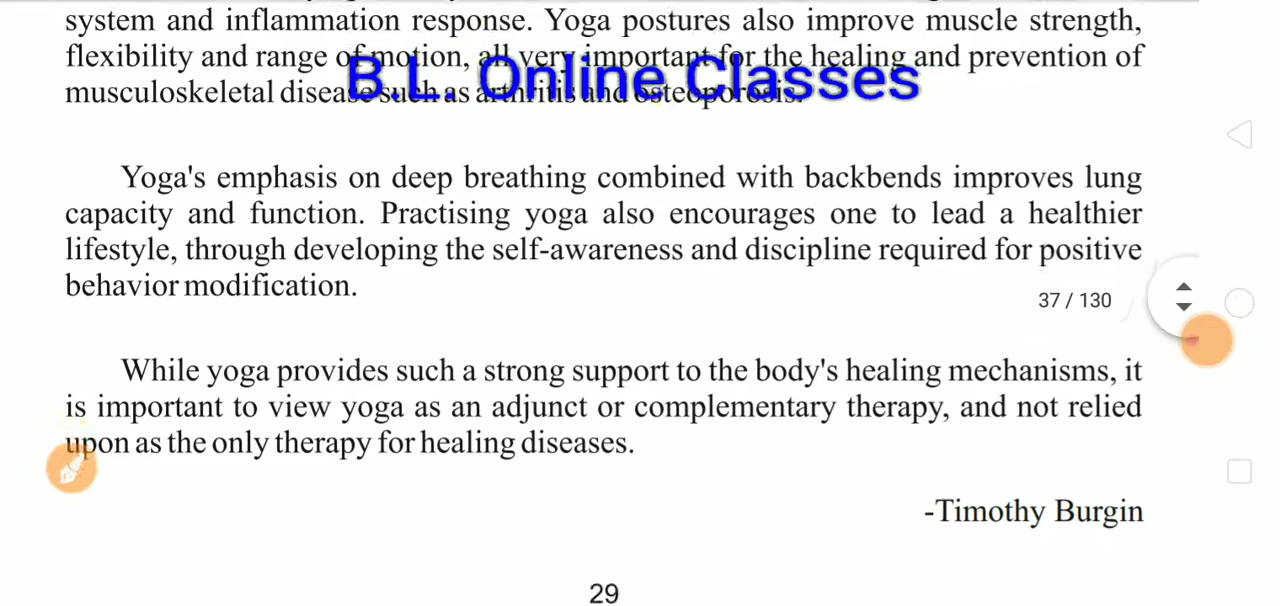 system and inflammation response. Yoga postures also improve muscle strength,
flexibility and range of motion, all very important for the healing and prevention of
B.L. Online Classes
musculoskeletal disease such as arthritis and osteoporosis.
Yoga's emphasis on deep breathing combined with backbends improves lung
capacity and function. Practising yoga also encourages one to lead a healthier
lifestyle, through developing the self-awareness and discipline required for positive
behavior modification.
37 / 130
While yoga provides such a strong support to the body's healing mechanisms, it
is important to view yoga as an adjunct or complementary therapy, and not relied
upon as the only therapy for healing diseases.
-Timothy Burgin
29